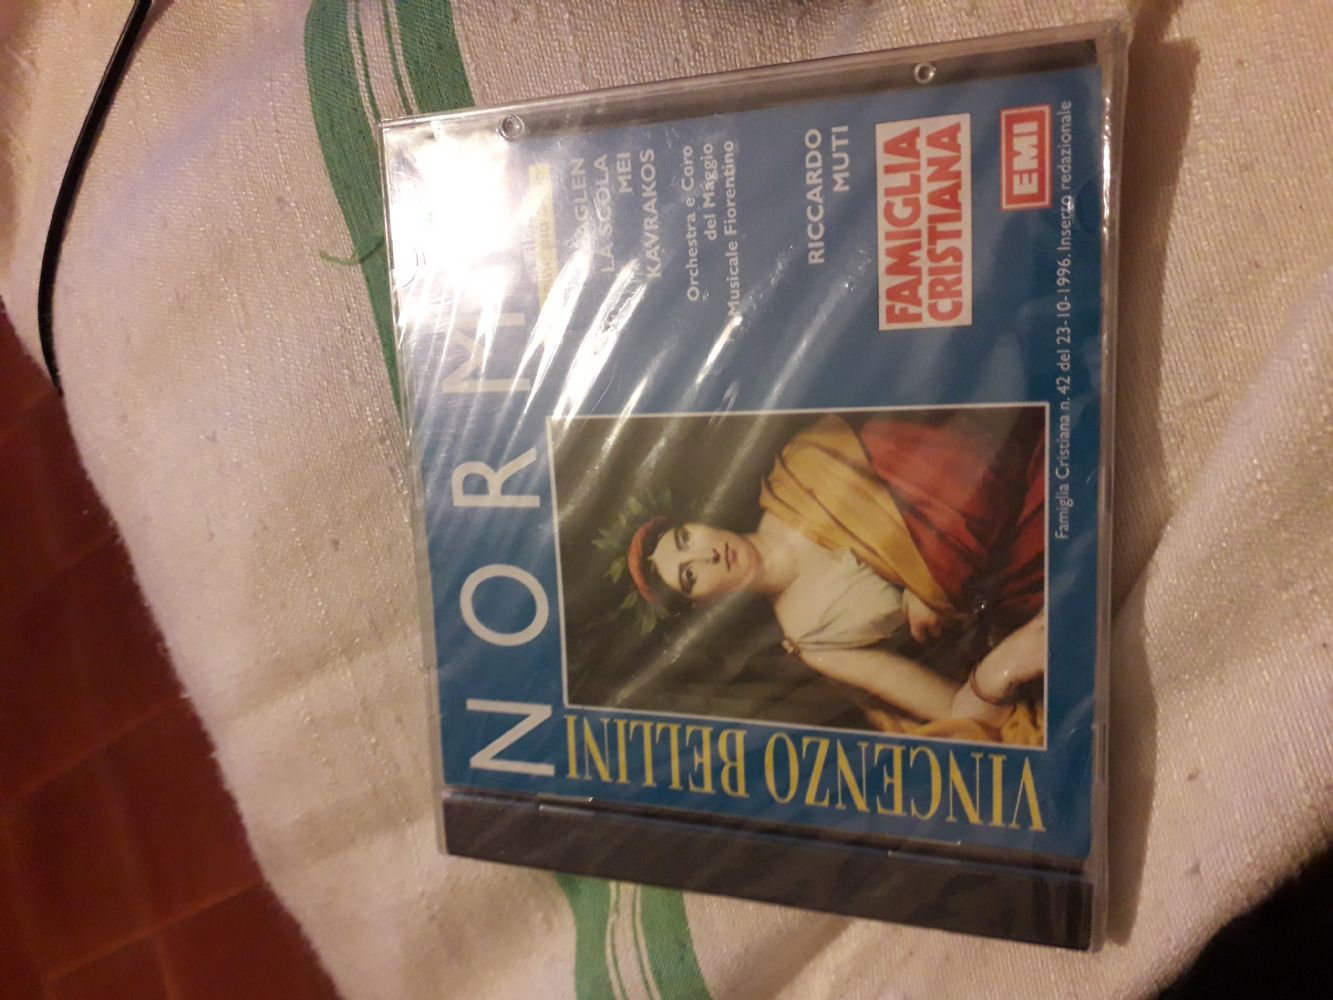 NORMA
VINCENZO BELLINI
LA SCOLA
MEI
KAVRAKOS
Orchestra e Coro
del Maggio
Musicale Fiorentino
RICCARDO
MUTI
FAMIGLIA
CRISTIANA
EMI
Famiglia Cristiana n. 42 del 23-10-1996. Inserto redazionale